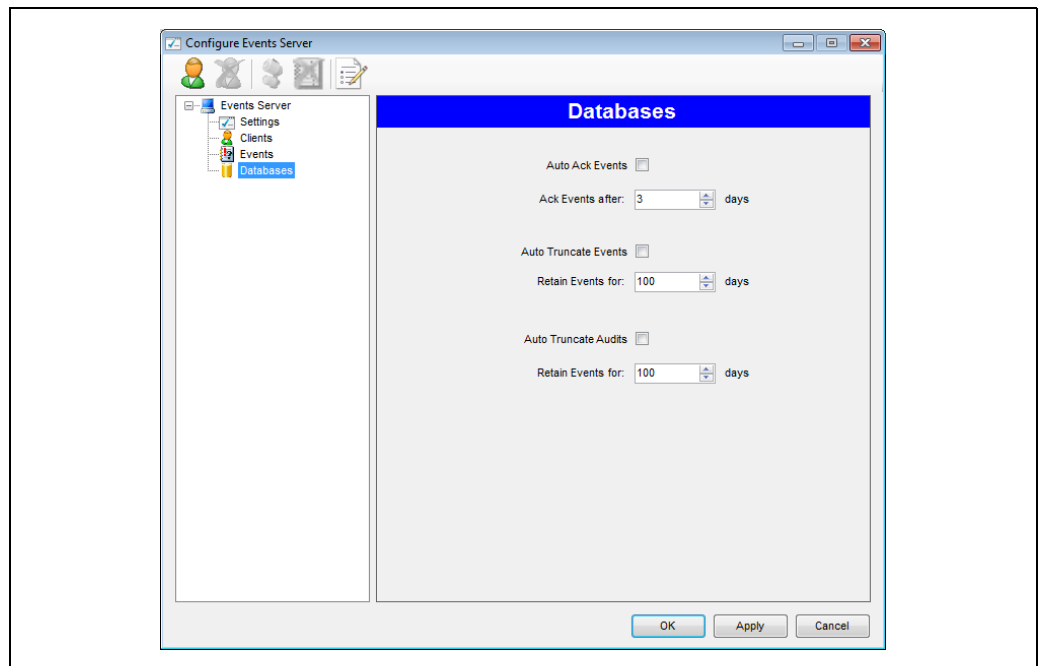 Configure Events Server
Events Server
Settings
Clients
Events
Databases
Databases
Auto Ack Events
Ack Events after: 3 days
Auto Truncate Events
Retain Events for: 100 days
Auto Truncate Audits
Retain Events for: 100 days
OK Apply Cancel